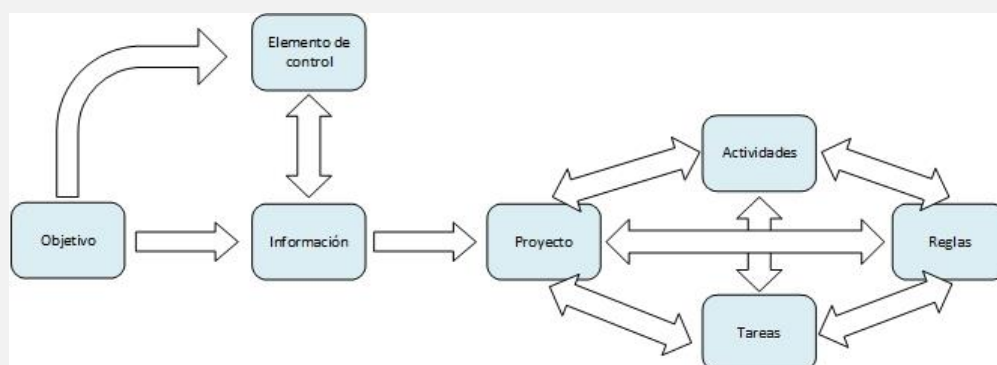 Elemento de
control
Actividades
Objetivo
Información
Proyecto
Reglas
Tareas